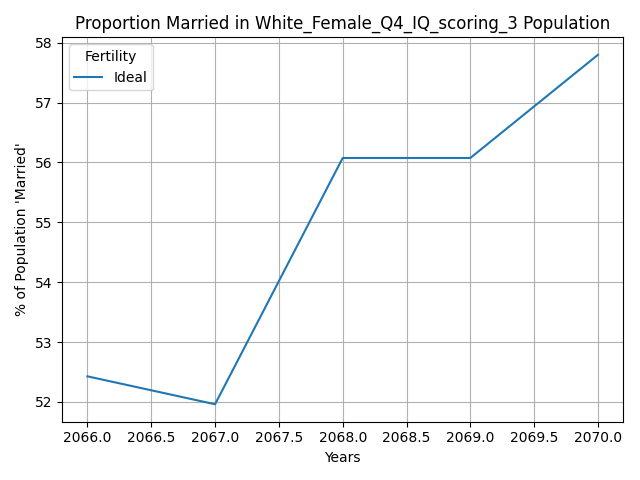 Proportion Married in White_Female_Q4_IQ_scoring_3 Population
Fertility
Ideal
% of Population 'Married'
58
57
56
55
54
53
52
2066.0 2066.5 2067.0 2067.5 2068.0 2068.5 2069.0 2069.5 2070.0
Years